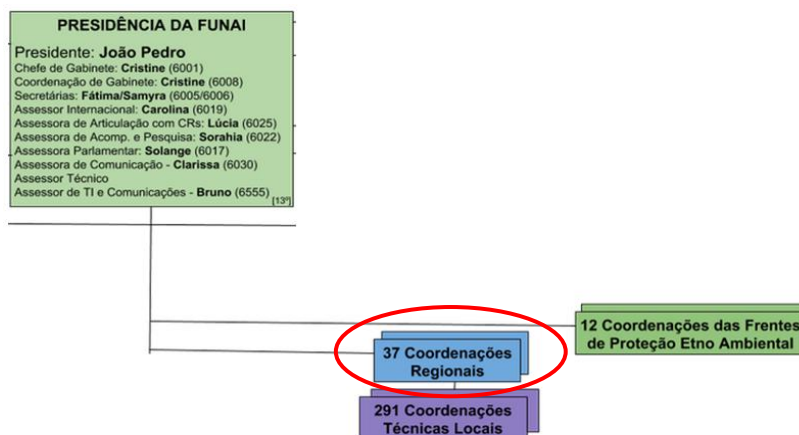 PRESIDÊNCIA DA FUNAI
Presidente: João Pedro
Chefe de Gabinete: Cristine (6001)
Coordenação de Gabinete: Cristine (6008)
Secretárias: Fátima/Samyra (6005/6006)
Assessor Internacional: Carolina (6019)
Assessora de Articulação com CRs: Lúcia (6025)
Assessora de Acomp. e Pesquisa: Sorahia (6022)
Assessora Parlamentar: Solange (6017)
Assessora de Comunicação - Clarissa (6030)
Assessor Técnico
Assessor de TI e Comunicações - Bruno (6555)
[13º]
12 Coordenações das Frentes
de Proteção Etno Ambiental
37 Coordenações
Regionais
291 Coordenações
Técnicas Locais